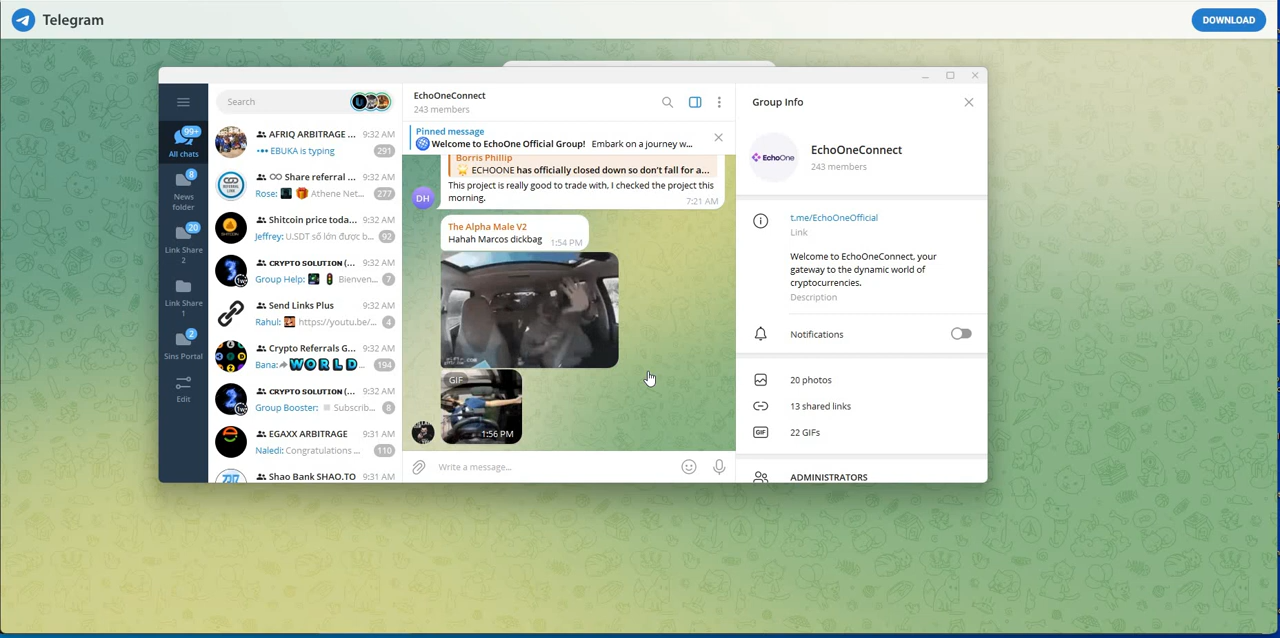 Telegram
DOWNLOAD
Search
99+
All chats
8
News
folder
20
Link Share
2
Link Share
1
2
Sins Portal
Edit
AFRIQ ARBITRAGE ...
9:32 AM
EBUKA is typing
291
Share referral ...
9:32 AM
Rose: Athene Net...
277
Shitcoin price toda...
9:32 AM
Jeffrey: U.SDT số lớn được b...
92
CRYPTO SOLUTION (...
9:32 AM
Group Help: Bienven...
7
Send Links Plus
9:32 AM
Rahul: https://youtu.be/...
4
Crypto Referrals G...
9:32 AM
Bana: WORLD
194
CRYPTO SOLUTION (...
9:31 AM
Group Booster: Subscrib...
8
EGAXX ARBITRAGE
9:31 AM
Naledi: Congratulations ...
110
Shao Bank SHAO.TO
9:31 AM
EchoOneConnect
243 members
Pinned message
Welcome to EchoOne Official Group! Embark on a journey w...
Borris Phillip
ECHOONE has officially closed down so don't fall for a...
This project is really good to trade with, I checked the project this
morning.
7:21 AM
DH
The Alpha Male V2
Hahah Marcos dickbag
1:54 PM
GIF
1:56 PM
Write a message...
Group Info
EchoOne
EchoOneConnect
243 members
t.me/EchoOneOfficial
Link
Welcome to EchoOneConnect, your
gateway to the dynamic world of
cryptocurrencies.
Description
Notifications
20 photos
13 shared links
GIF
22 GIFs
ADMINISTRATORS